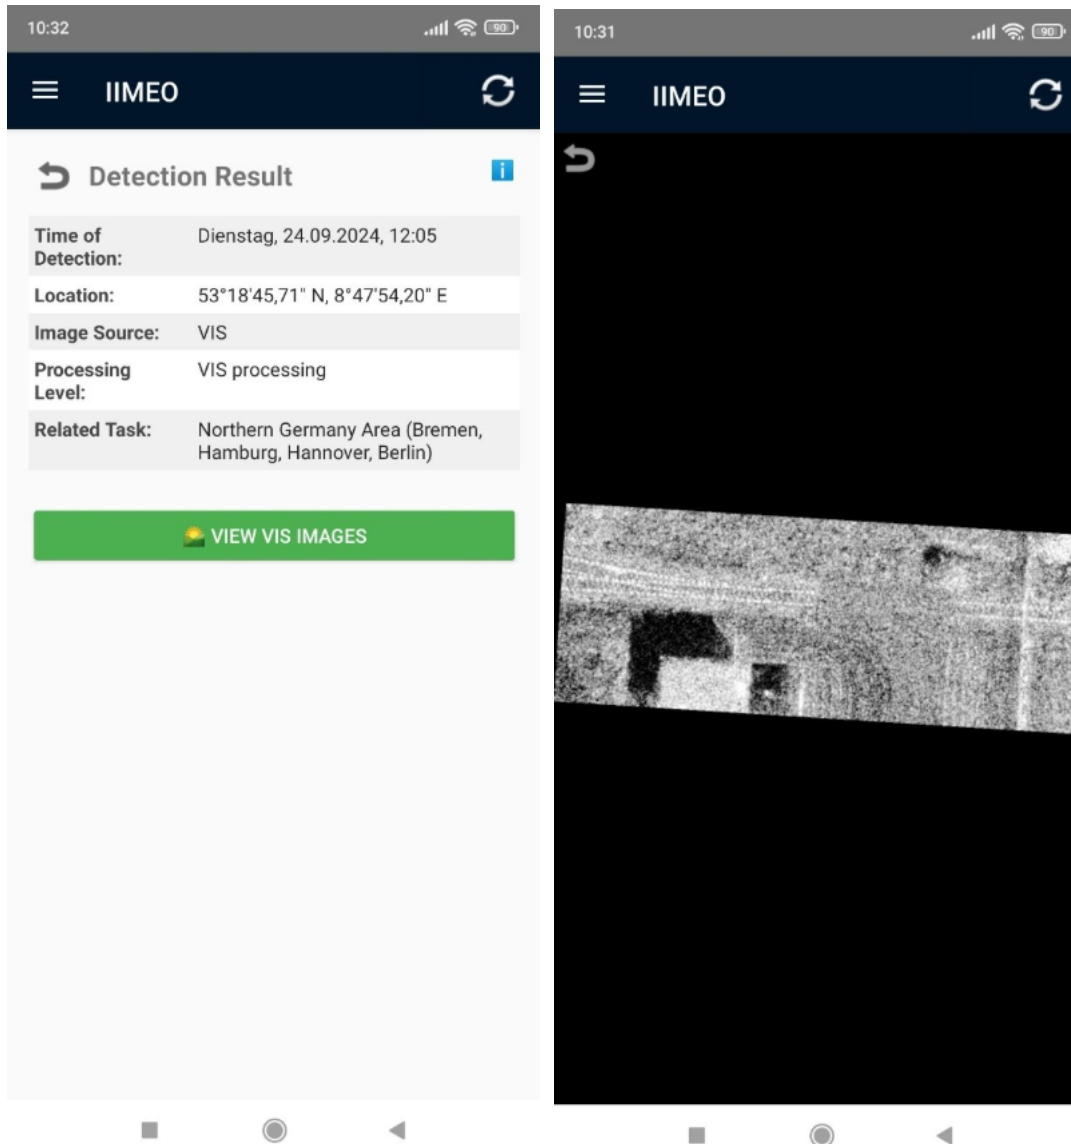 10:32
90
IIMEO
Detection Result
i
Time of
Detection:
Dienstag, 24.09.2024, 12:05
Location:
53°18'45,71" N, 8°47'54,20" E
Image Source:
VIS
Processing
Level:
VIS processing
Related Task:
Northern Germany Area (Bremen,
Hamburg, Hannover, Berlin)
VIEW VIS IMAGES
10:31
90
IIMEO